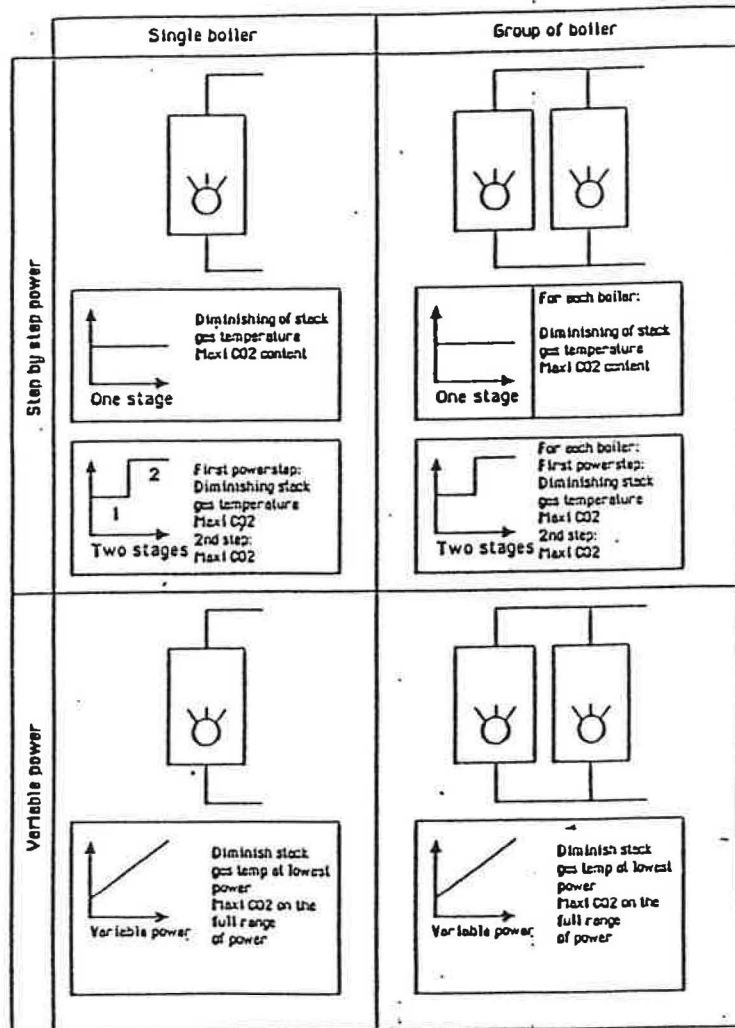 Single boiler
Group of boiler
Step by step power
Diminishing of stack
gas temperature
Maxi CO2 content
One stage
For each boiler:
Diminishing of stack
gas temperature
Maxi CO2 content
One stage
2
1
Two stages
First powerstep:
Diminishing stack
gas temperature
Maxi CO2
2nd step:
Maxi CO2
For each boiler:
First powerstep:
Diminishing stack
gas temperature
Maxi CO2
2nd step:
Maxi CO2
Two stages
Variable power
Diminish stack
gas temp at lowest
power
Maxi CO2 on the
full range
of power
Variable power
Diminish stack
gas temp at lowest
power
Maxi CO2 on the
full range
of power
Variable power